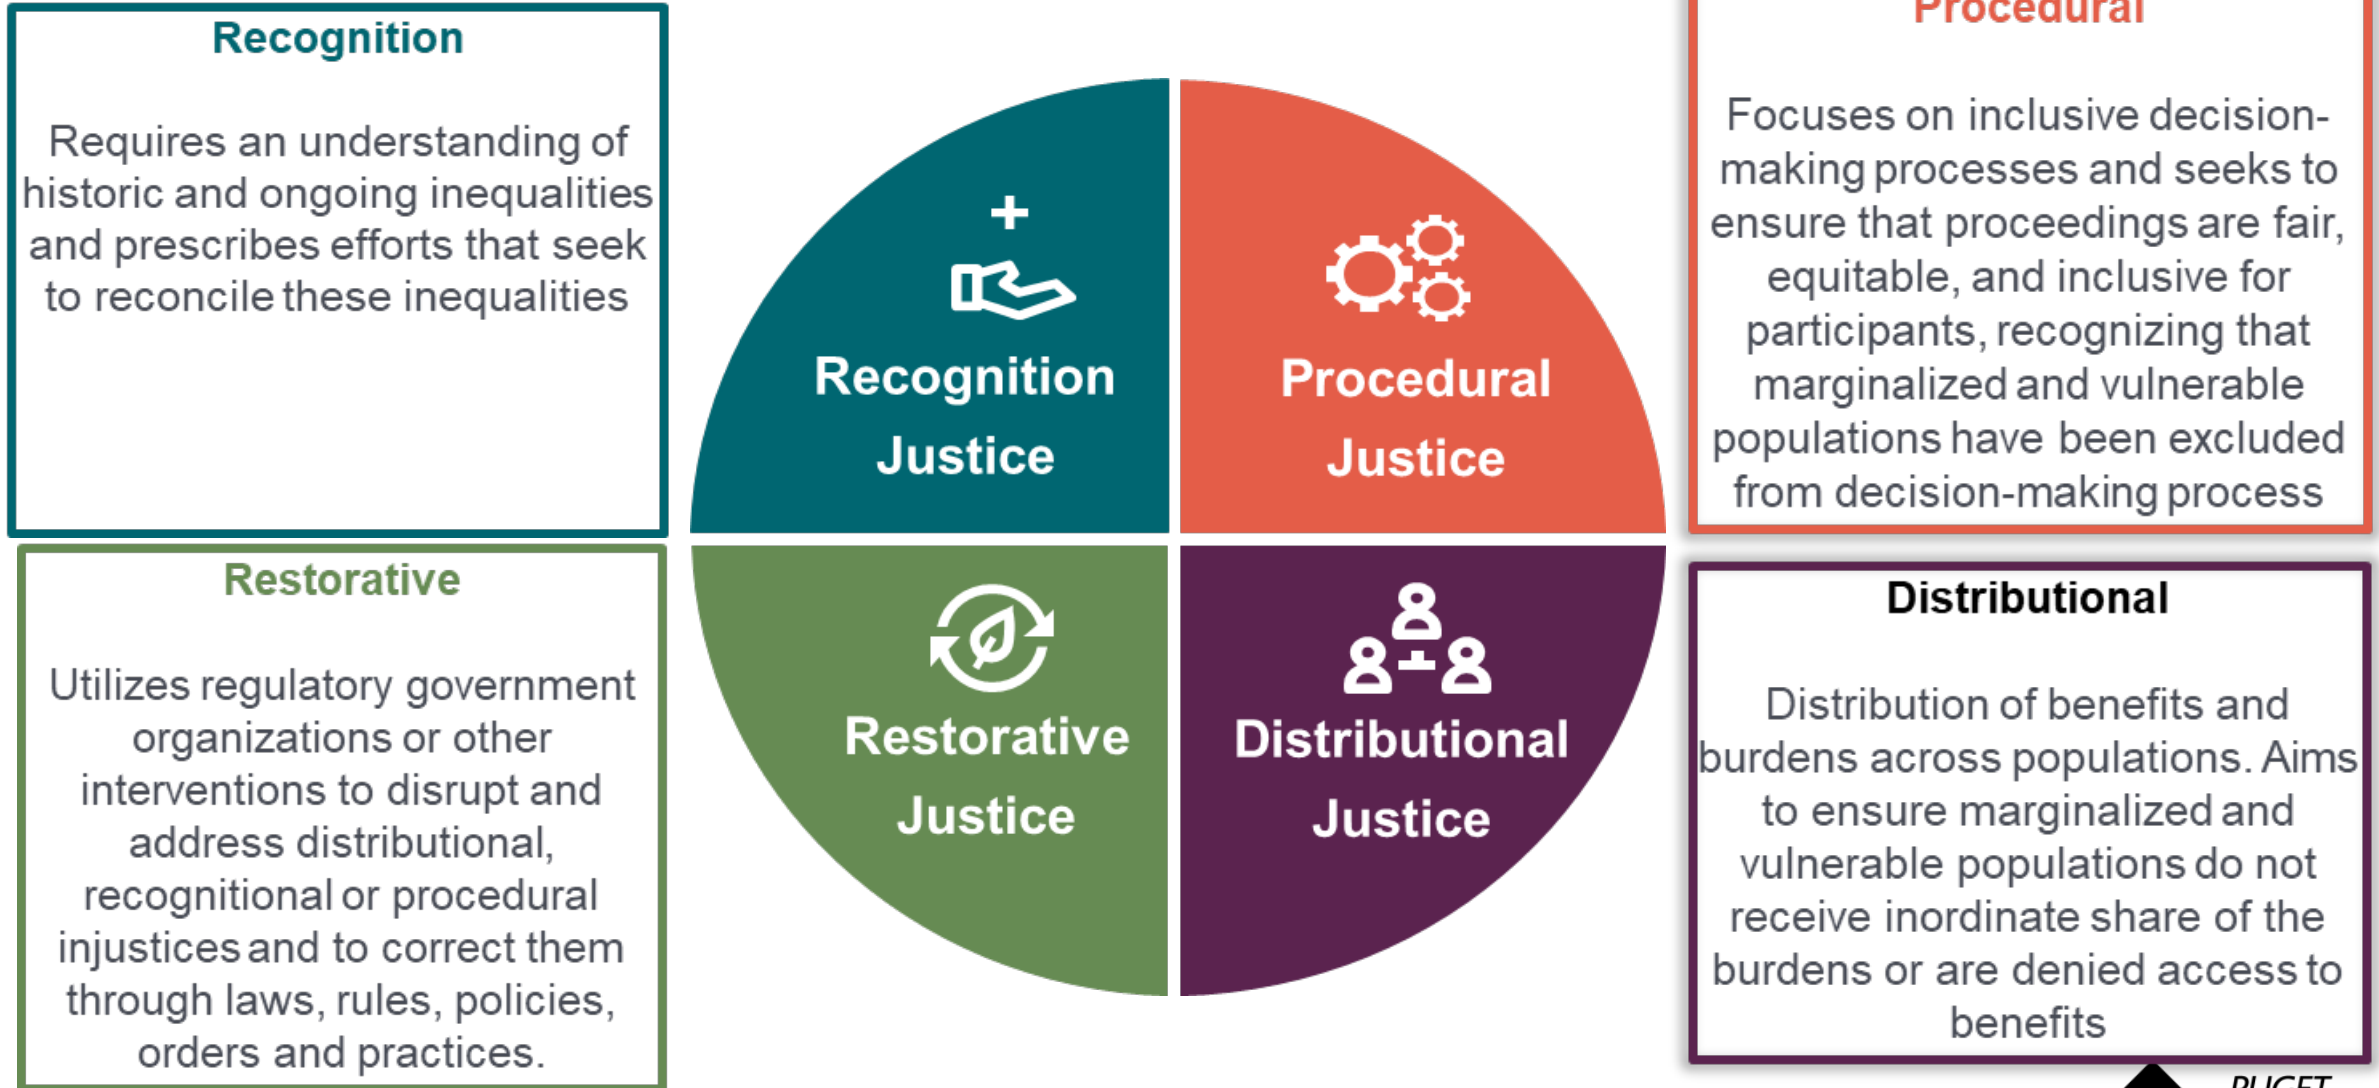 Recognition
Requires an understanding of
historic and ongoing inequalities
and prescribes efforts that seek
to reconcile these inequalities
Recognition
Justice
Procedural
Justice
Procedural
Focuses on inclusive decision-
making processes and seeks to
ensure that proceedings are fair,
equitable, and inclusive for
participants, recognizing that
marginalized and vulnerable
populations have been excluded
from decision-making process
Restorative
Utilizes regulatory government
organizations or other
interventions to disrupt and
address distributional,
recognitional or procedural
injustices and to correct them
through laws, rules, policies,
orders and practices.
Restorative
Justice
Distributional
Justice
Distributional
Distribution of benefits and
burdens across populations. Aims
to ensure marginalized and
vulnerable populations do not
receive inordinate share of the
burdens or are denied access to
benefits
PUGET